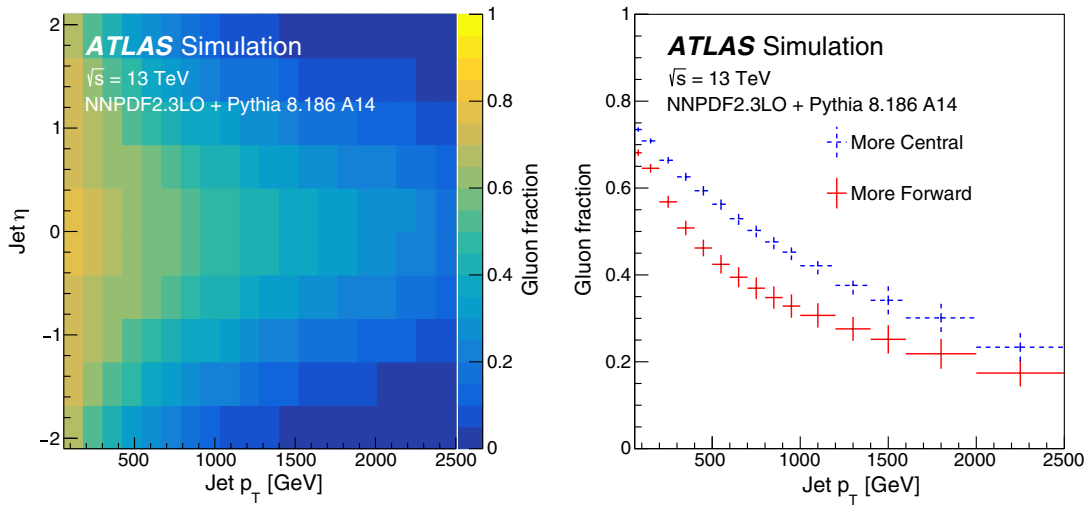 ATLAS Simulation
√s = 13 TeV
NNPDF2.3LO + Pythia 8.186 A14
2
1
0
−1
−2
Jet η
500
1000
1500
2000
2500
Jet p_T [GeV]
1
0.8
0.6
0.4
0.2
0
Gluon fraction
ATLAS Simulation
√s = 13 TeV
NNPDF2.3LO + Pythia 8.186 A14
More Central
More Forward
1
0.8
0.6
0.4
0.2
0
Gluon fraction
500
1000
1500
2000
2500
Jet p_T [GeV]